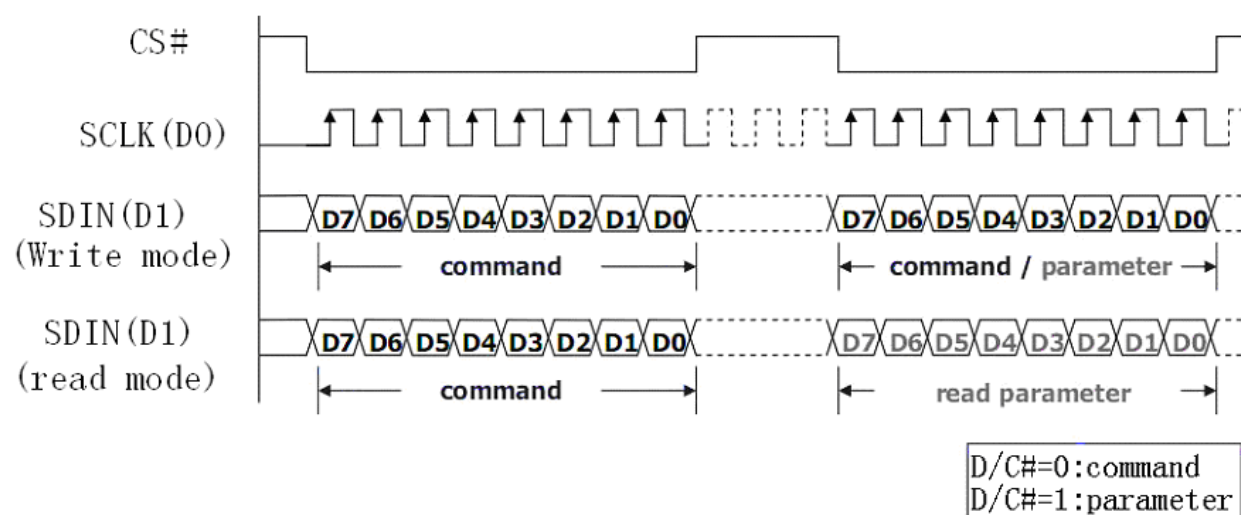 CS#
SCLK(D0)
SDIN(D1)
(Write mode)
D7 D6 D5 D4 D3 D2 D1 D0
D7 D6 D5 D4 D3 D2 D1 D0
command
command / parameter
SDIN(D1)
(read mode)
D7 D6 D5 D4 D3 D2 D1 D0
D7 D6 D5 D4 D3 D2 D1 D0
command
read parameter
D/C#=0:command
D/C#=1:parameter